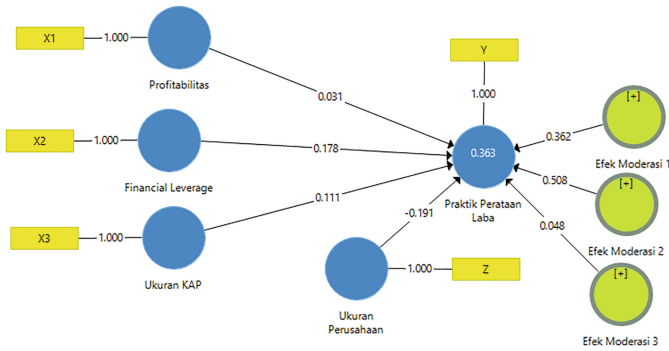 X1
1.000
Profitabilitas
0.031
Y
1.000
[+]
0.362
Efek Moderasi 1
X2
1.000
Financial Leverage
0.178
0.363
Praktik Perataan
Laba
[+]
0.508
Efek Moderasi 2
X3
1.000
Ukuran KAP
0.111
-0.191
0.048
Ukuran
Perusahaan
1.000
Z
[+]
Efek Moderasi 3